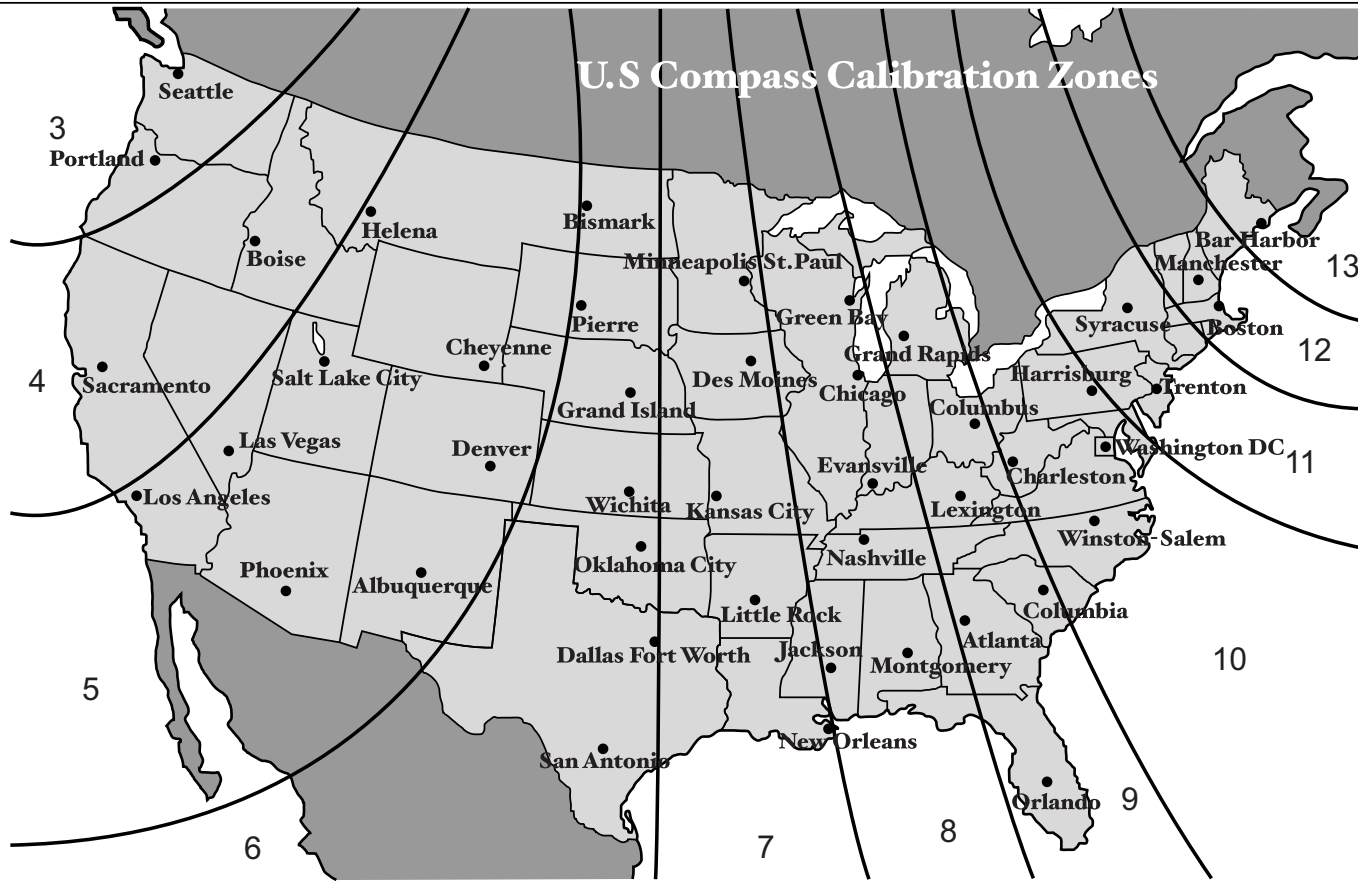 U.S Compass Calibration Zones
Seattle
3
Portland
Helena
Bismark
Boise
Bar Harbor
Minneapolis St.Paul
Manchester
13
Pierre
Green Bay
Syracuse
Boston
Cheyenne
Grand Rapids
12
4
Sacramento
Salt Lake City
Des Moines
Harrisburg
Trenton
Chicago
Grand Island
Columbus
Las Vegas
Denver
Washington DC
11
Evansville
Charleston
Los Angeles
Wichita
Kansas City
Lexington
Winston-Salem
Nashville
Phoenix
Albuquerque
Oklahoma City
Little Rock
Columbia
Atlanta
Dallas Fort Worth
Jackson
Montgomery
10
5
New Orleans
San Antonio
Orlando
9
8
6
7